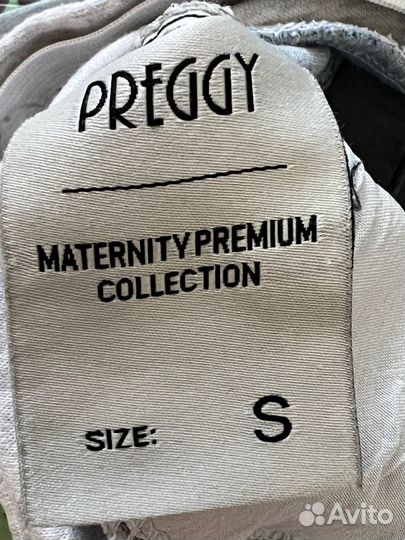 PREGGY
MATERNITY PREMIUM
COLLECTION
SIZE: S
Avito